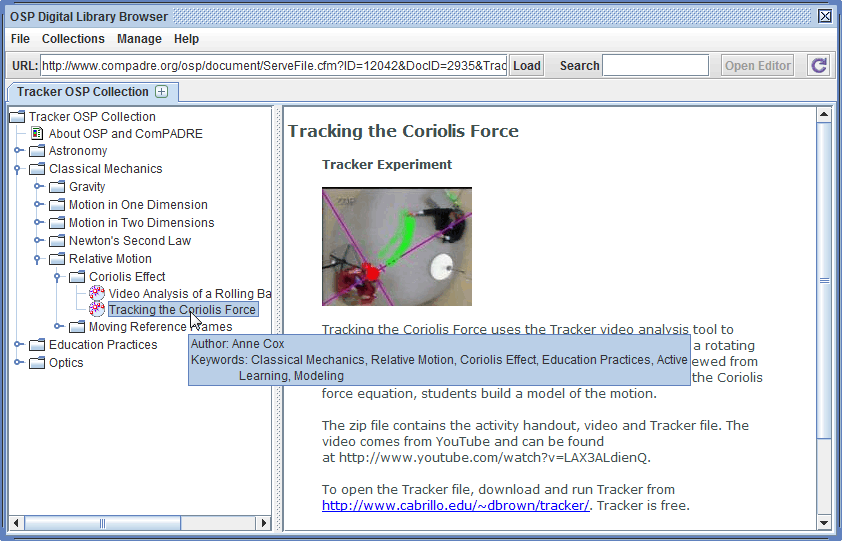 OSP Digital Library Browser
File Collections Manage Help
URL: http://www.compadre.org/osp/document/ServeFile.cfm?ID=12042&DocID=2935&Trac Load Search Open Editor
Tracker OSP Collection
Tracker OSP Collection
About OSP and ComPADRE
Astronomy
Classical Mechanics
Gravity
Motion in One Dimension
Motion in Two Dimensions
Newton's Second Law
Relative Motion
Coriolis Effect
Video Analysis of a Rolling Ba
Tracking the Coriolis Force
Moving Reference Frames
Education Practices
Optics
Author: Anne Cox
Keywords: Classical Mechanics, Relative Motion, Coriolis Effect, Education Practices, Active
Learning, Modeling
Tracking the Coriolis Force
Tracker Experiment
Tracking the Coriolis Force uses the Tracker video analysis tool to
a rotating
ewed from
the Coriolis
force equation, students build a model of the motion.
The zip file contains the activity handout, video and Tracker file. The
video comes from YouTube and can be found
at http://www.youtube.com/watch?v=LAX3ALdienQ.
To open the Tracker file, download and run Tracker from
http://www.cabrillo.edu/~dbrown/tracker/. Tracker is free.